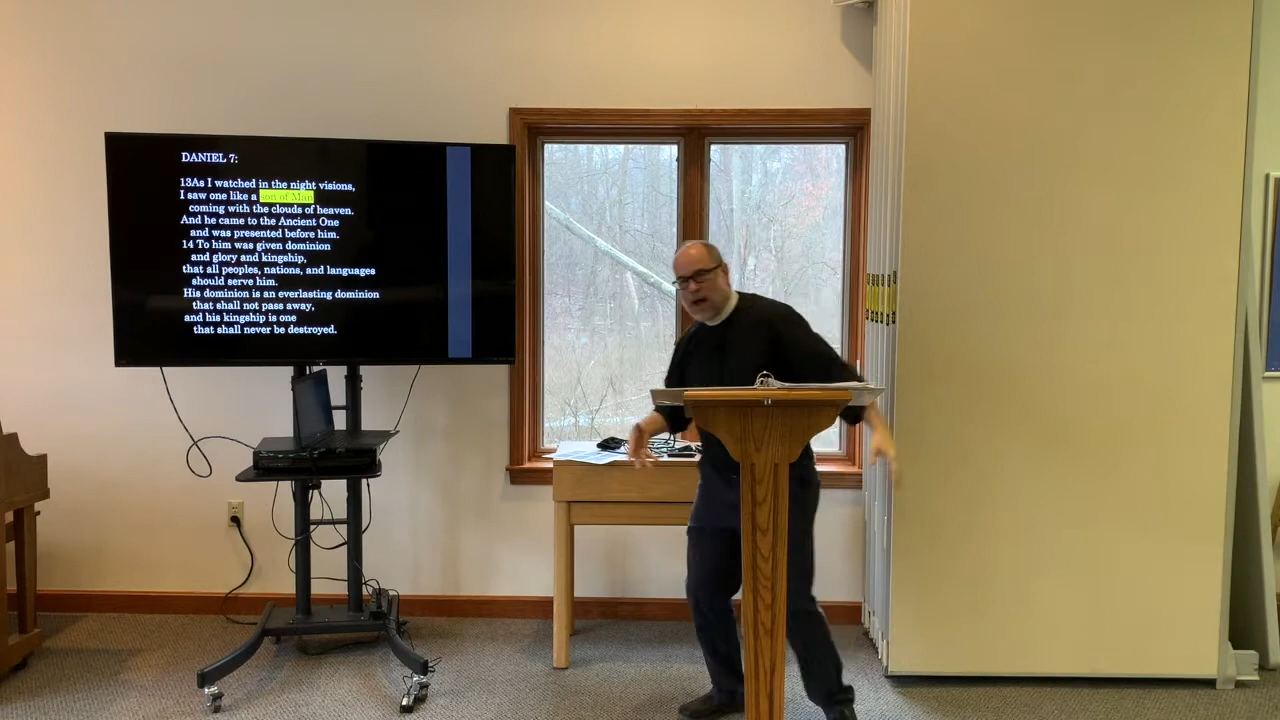 DANIEL 7:
13As I watched in the night visions,
I saw one like a son of Man
coming with the clouds of heaven.
And he came to the Ancient One
and was presented before him.
14 To him was given dominion
and glory and kingship,
that all peoples, nations, and languages
should serve him.
His dominion is an everlasting dominion
that shall not pass away,
and his kingship is one
that shall never be destroyed.